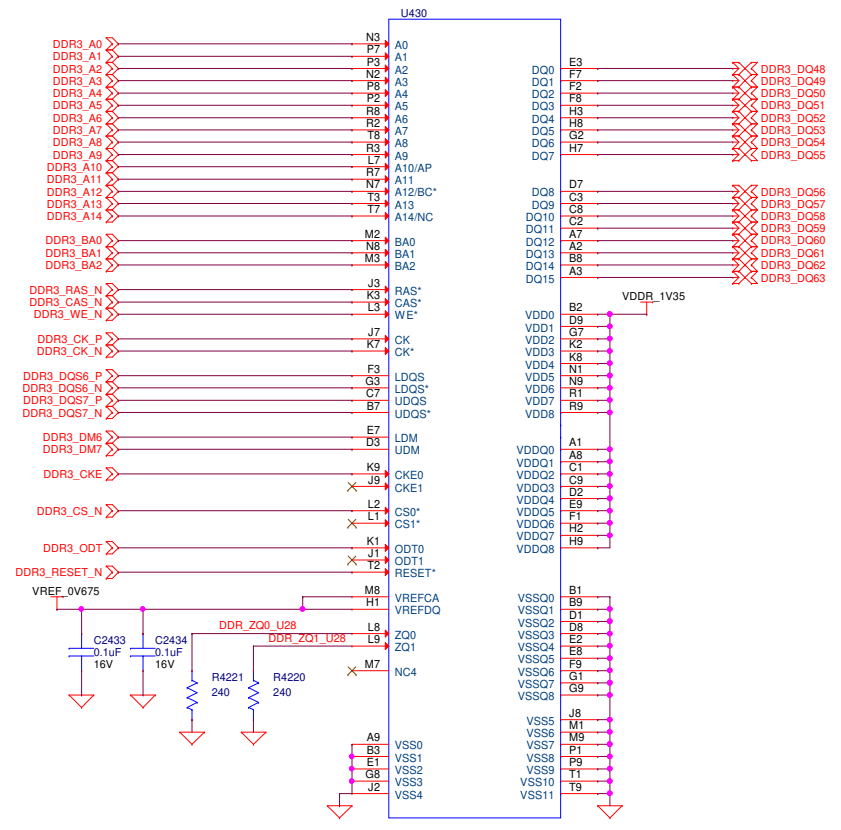 U430
DDR3_A0 N3 A0
DDR3_A1 P7 A1
DDR3_A2 P3 A2
DDR3_A3 N2 A3
DDR3_A4 P8 A4
DDR3_A5 P2 A5
DDR3_A6 R8 A6
DDR3_A7 R2 A7
DDR3_A8 T8 A8
DDR3_A9 R3 A9
DDR3_A10 L7 A10/AP
DDR3_A11 R7 A11
DDR3_A12 N7 A12/BC*
DDR3_A13 T3 A13
DDR3_A14 T7 A14/NC
DDR3_BA0 M2 BA0
DDR3_BA1 N8 BA1
DDR3_BA2 M3 BA2
DDR3_RAS_N J3 RAS*
DDR3_CAS_N K3 CAS*
DDR3_WE_N L3 WE*
DDR3_CK_P J7 CK
DDR3_CK_N K7 CK*
DDR3_DQS6_P F3 LDQS
DDR3_DQS6_N G3 LDQS*
DDR3_DQS7_P C7 UDQS
DDR3_DQS7_N B7 UDQS*
DDR3_DM6 E7 LDM
DDR3_DM7 D3 UDM
DDR3_CKE K9 CKE0
J9 CKE1
DDR3_CS_N L2 CS0*
L1 CS1*
DDR3_ODT K1 ODT0
J1 ODT1
DDR3_RESET_N T2 RESET*
VREF_0V675
M8 VREFCA
H1 VREFDQ
DDR_ZQ0_U28 L8 ZQ0
DDR_ZQ1_U28 L9 ZQ1
C2433
0.1uF
16V
C2434
0.1uF
16V
M7 NC4
R4221
240
R4220
240
A9 VSS0
B3 VSS1
E1 VSS2
G8 VSS3
J2 VSS4
DQ0 E3 DDR3_DQ48
DQ1 F7 DDR3_DQ49
DQ2 F2 DDR3_DQ50
DQ3 F8 DDR3_DQ51
DQ4 H3 DDR3_DQ52
DQ5 H8 DDR3_DQ53
DQ6 G2 DDR3_DQ54
DQ7 H7 DDR3_DQ55
DQ8 D7 DDR3_DQ56
DQ9 C3 DDR3_DQ57
DQ10 C8 DDR3_DQ58
DQ11 C2 DDR3_DQ59
DQ12 A7 DDR3_DQ60
DQ13 A2 DDR3_DQ61
DQ14 B8 DDR3_DQ62
DQ15 A3 DDR3_DQ63
VDDR_1V35
VDD0 B2
VDD1 D9
VDD2 G7
VDD3 K2
VDD4 K8
VDD5 N1
VDD6 N9
VDD7 R1
VDD8 R9
VDDQ0 A1
VDDQ1 A8
VDDQ2 C1
VDDQ3 C9
VDDQ4 D2
VDDQ5 E9
VDDQ6 F1
VDDQ7 H2
VDDQ8 H9
VSSQ0 B1
VSSQ1 B9
VSSQ2 D1
VSSQ3 D8
VSSQ4 E2
VSSQ5 E8
VSSQ6 F9
VSSQ7 G1
VSSQ8 G9
VSS5 J8
VSS6 M1
VSS7 M9
VSS8 P1
VSS9 P9
VSS10 T1
VSS11 T9